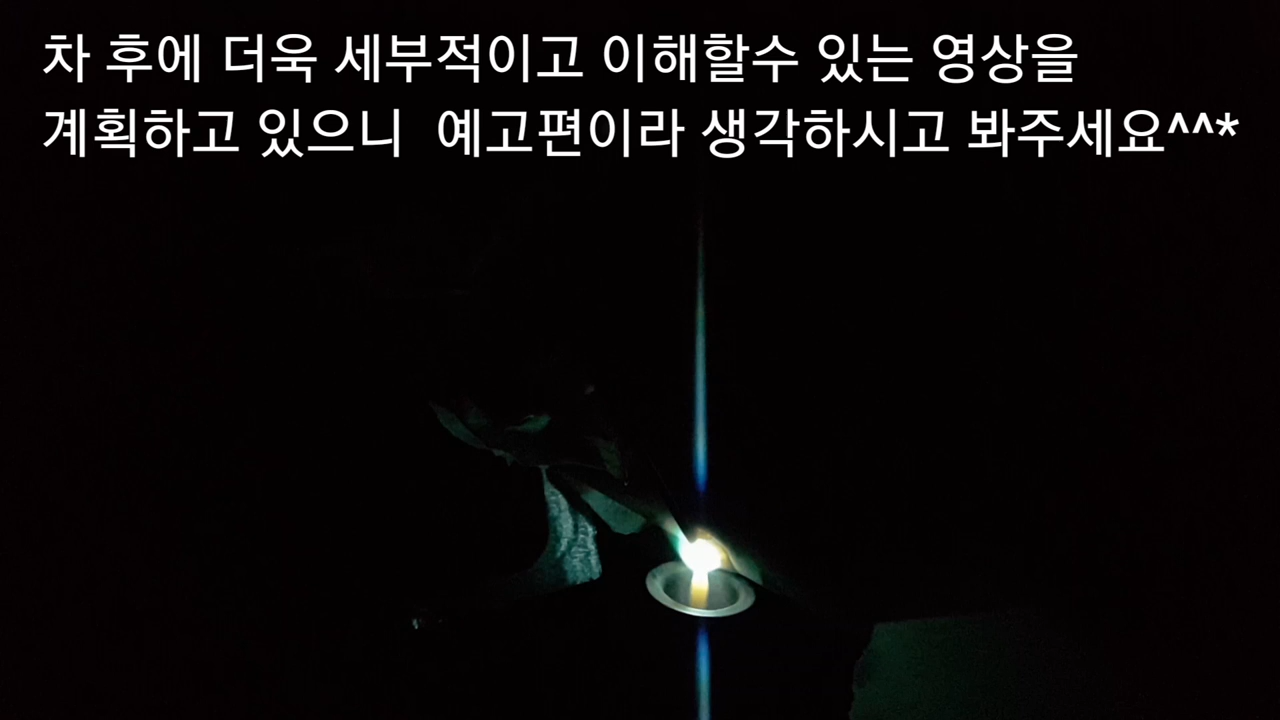 차 후에 더욱 세부적이고 이해할수 있는 영상을
계획하고 있으니  예고편이라 생각하시고 봐주세요^^*